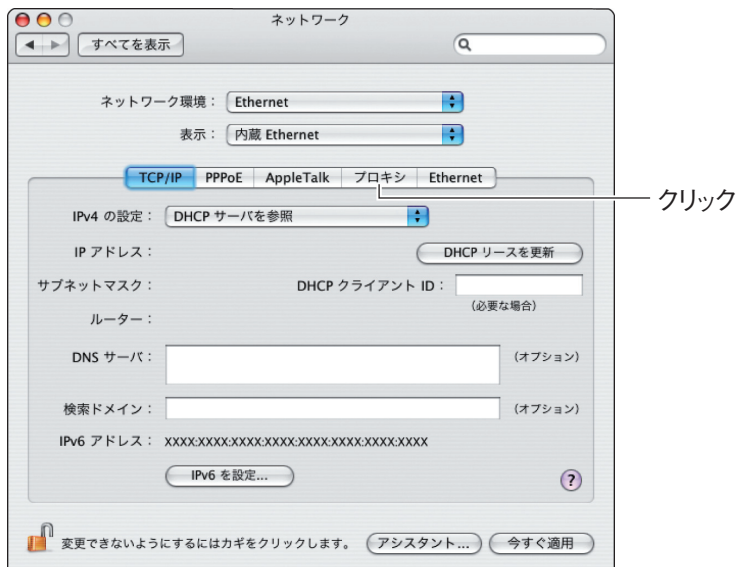 ネットワーク
すべてを表示
ネットワーク環境： Ethernet
表示： 内蔵 Ethernet
TCP/IP PPPoE AppleTalk プロキシ Ethernet
クリック
IPv4 の設定： DHCP サーバを参照
IP アドレス： DHCP リースを更新
サブネットマスク： DHCP クライアント ID：
(必要な場合)
ルーター：
DNS サーバ： (オプション)
検索ドメイン： (オプション)
IPv6 アドレス： XXXX:XXXX:XXXX:XXXX:XXXX:XXXX:XXXX:XXXX
IPv6 を設定... ?
変更できないようにするにはカギをクリックします。 アシスタント... 今すぐ適用